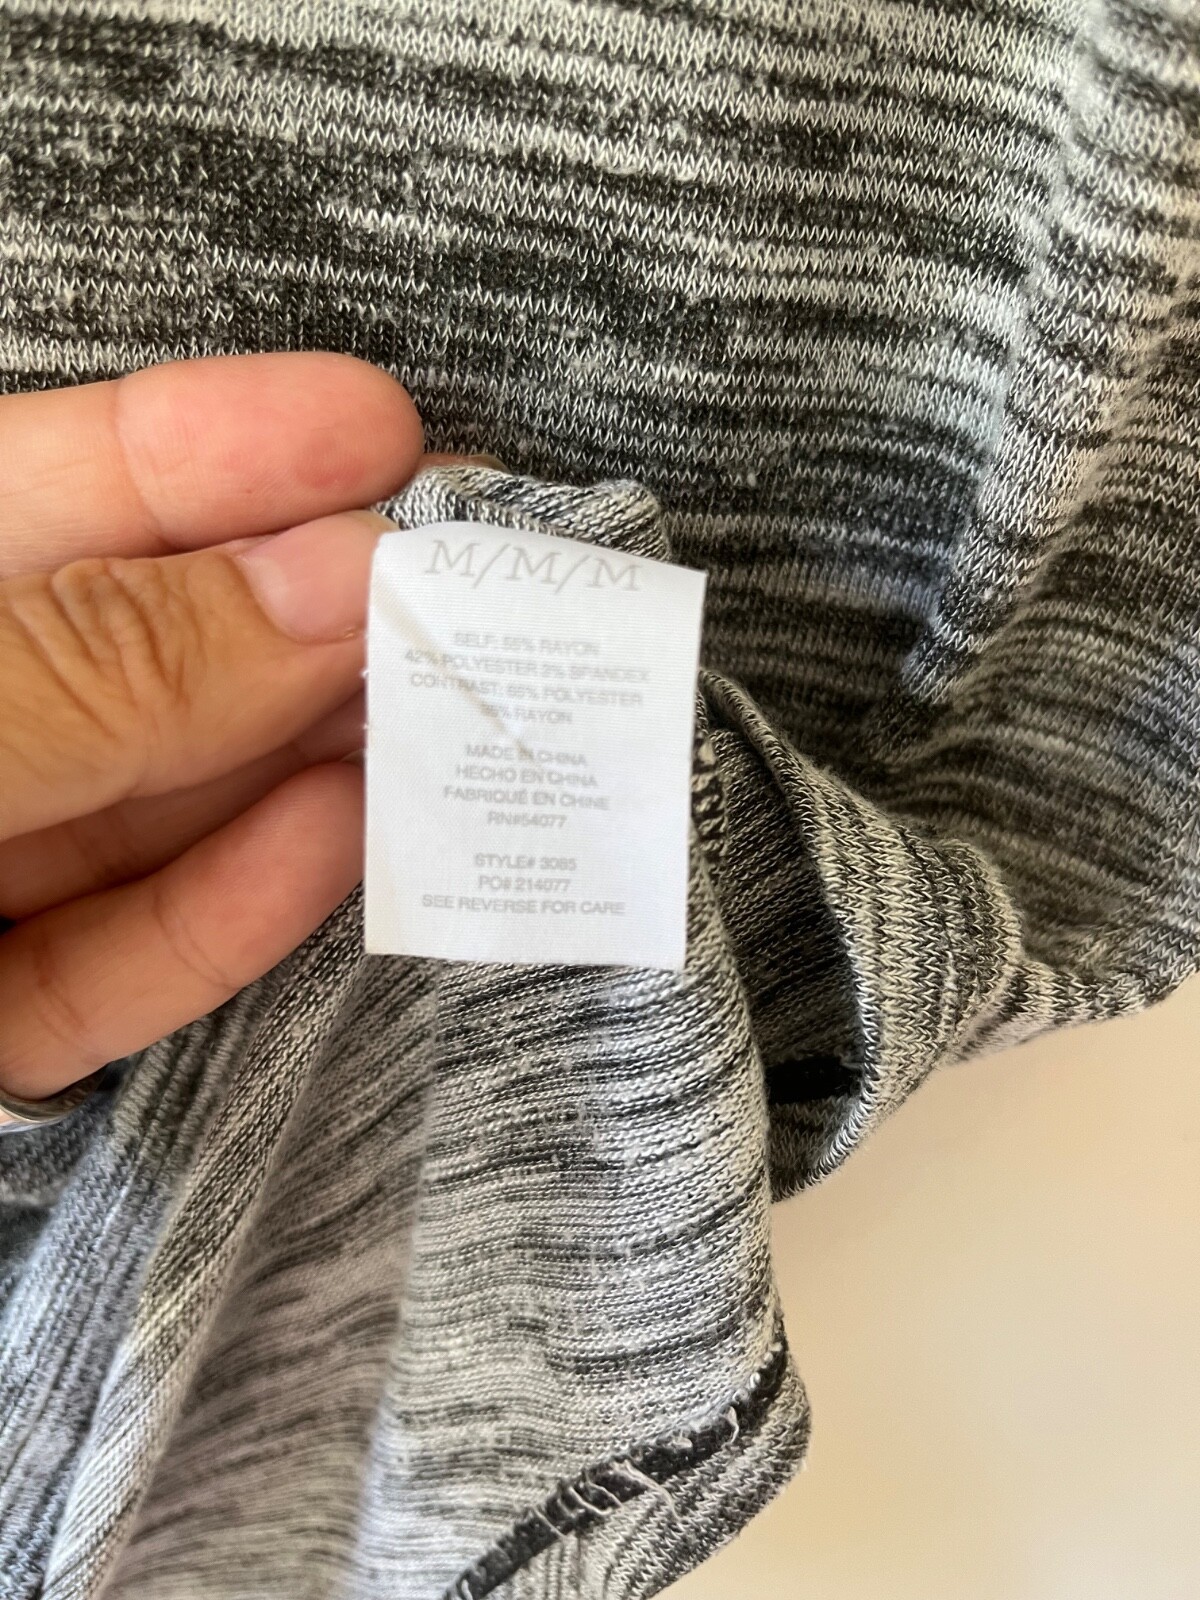 M/M/M
SELF: 55% RAYON
42% POLYESTER 3% SPANDEX
CONTRAST: 65% POLYESTER
35% RAYON
MADE IN CHINA
HECHO EN CHINA
FABRIQUÉ EN CHINE
RN#54077
STYLE# 3085
PO# 214077
SEE REVERSE FOR CARE